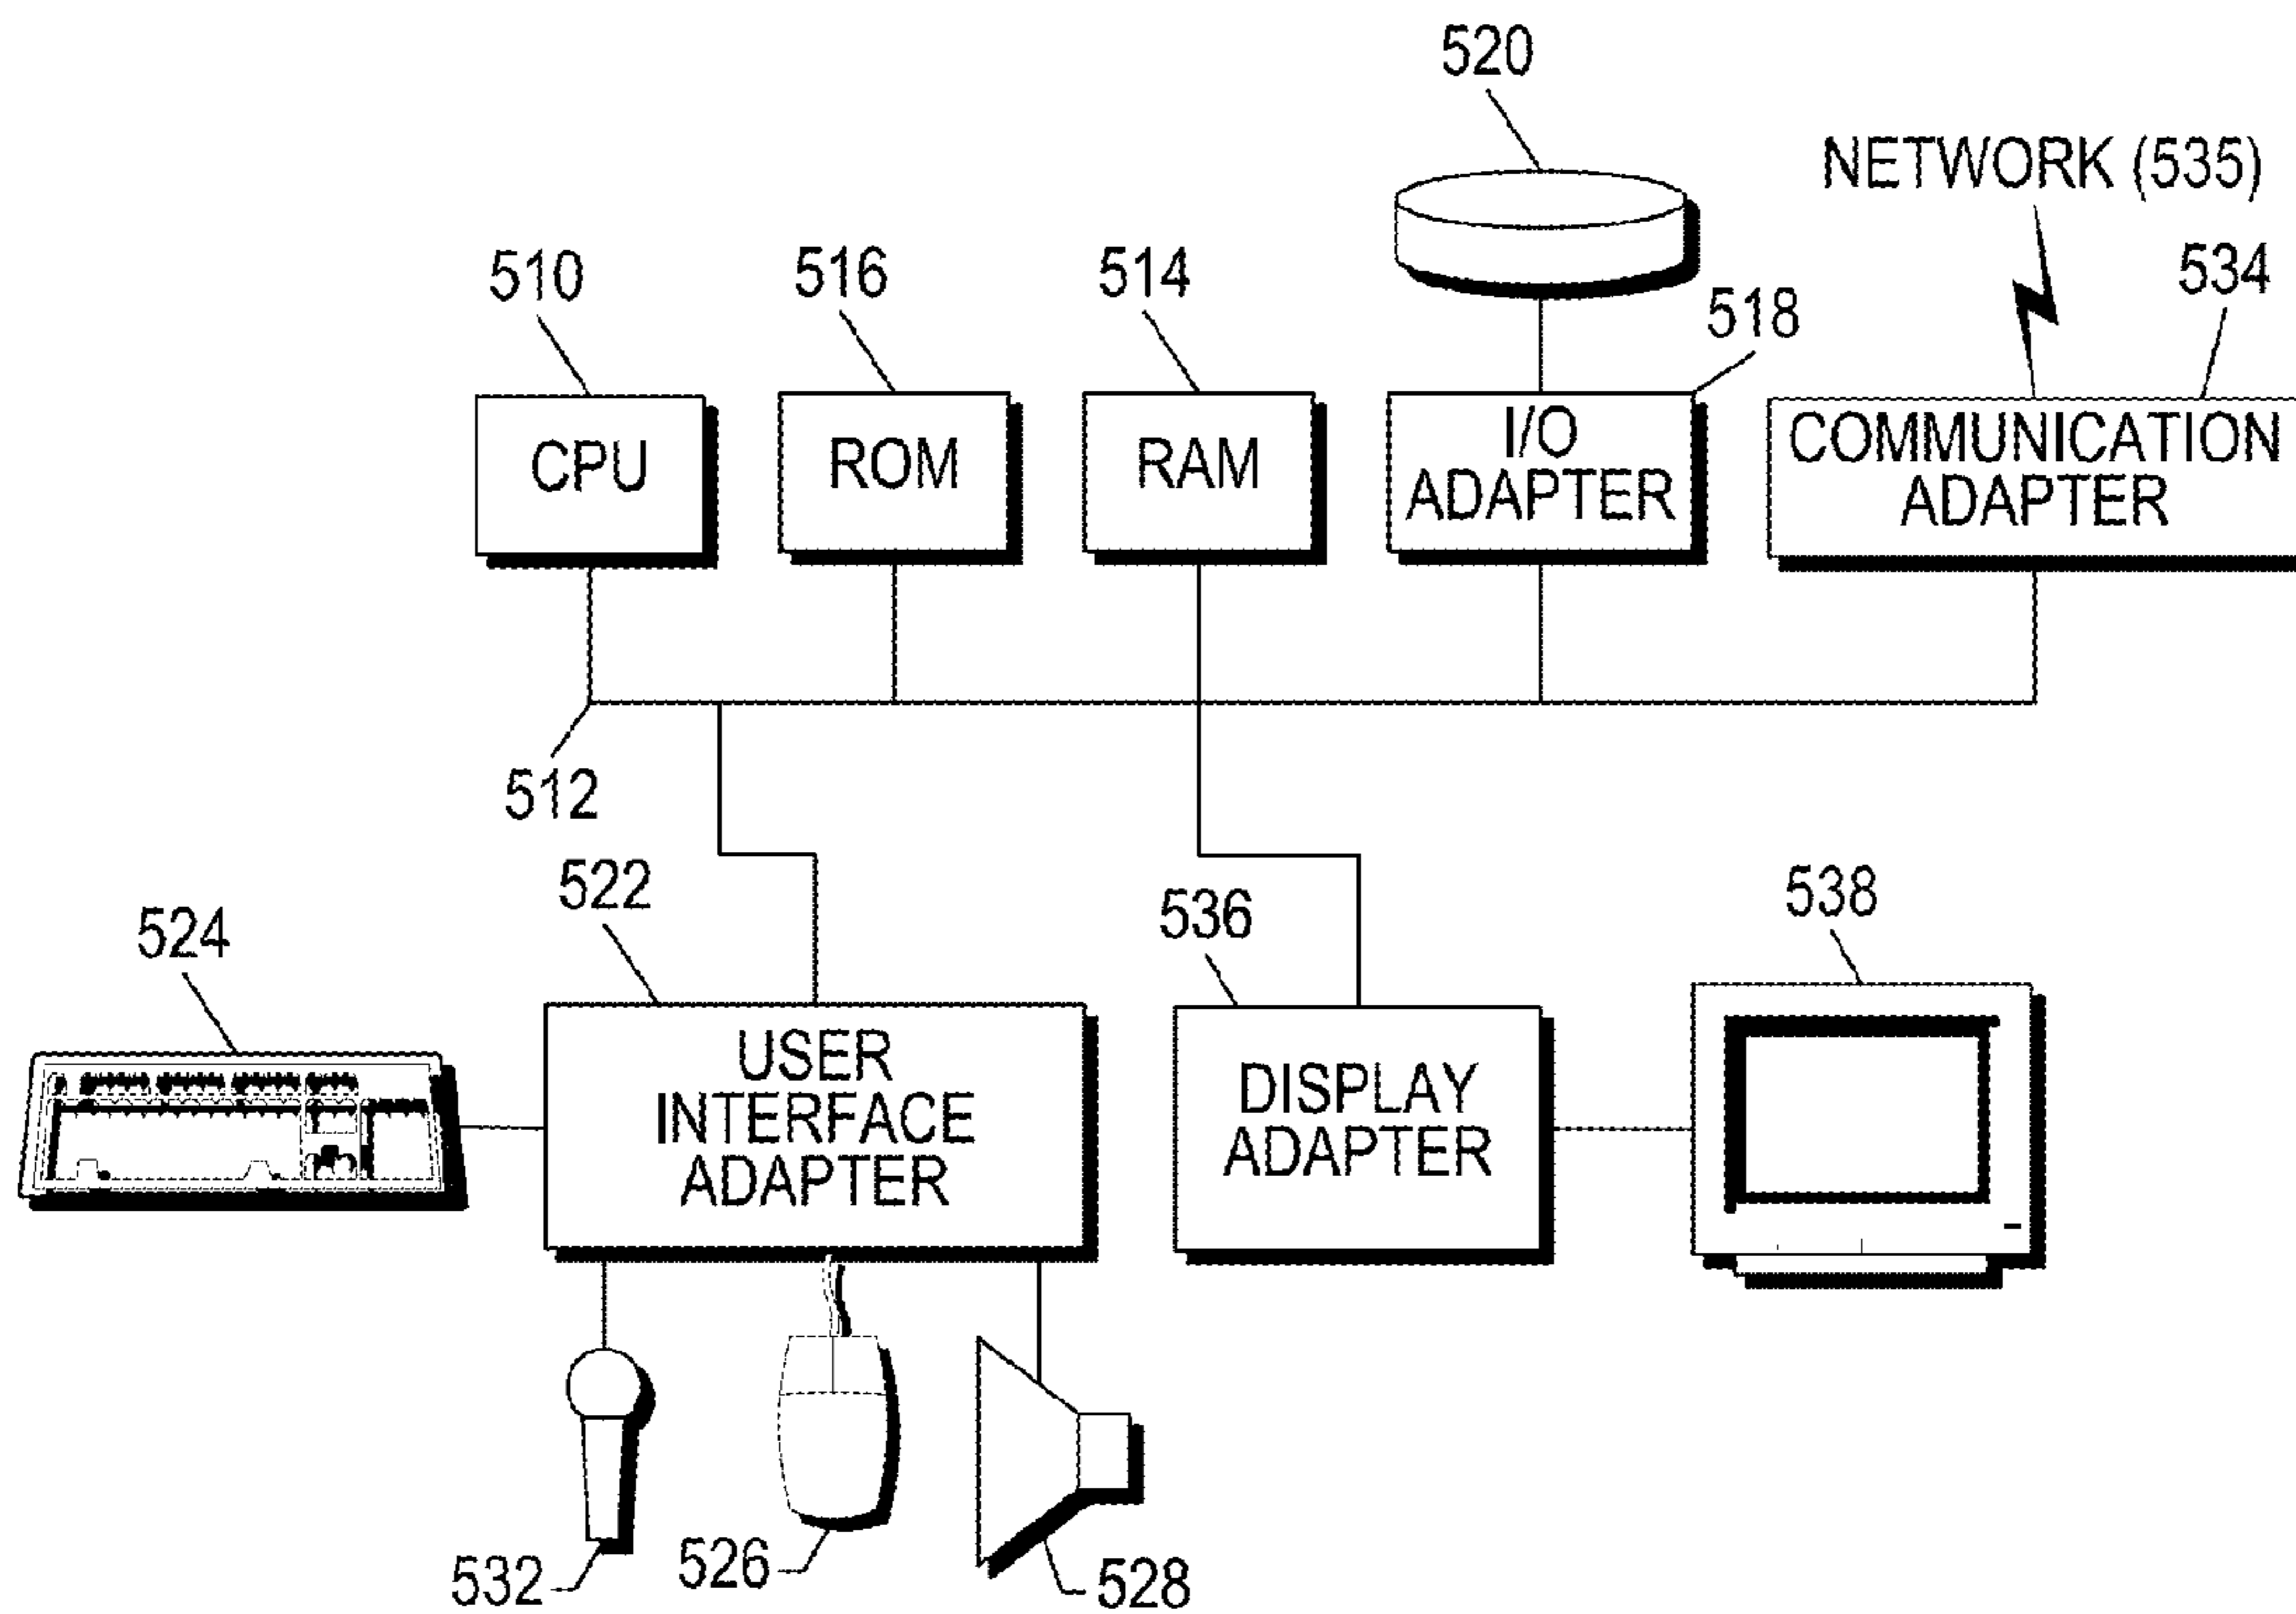 520
NETWORK (535)
510
516
514
518
534
CPU
ROM
RAM
I/O
ADAPTER
COMMUNICATION
ADAPTER
512
522
524
536
538
USER
INTERFACE
ADAPTER
DISPLAY
ADAPTER
532
526
528